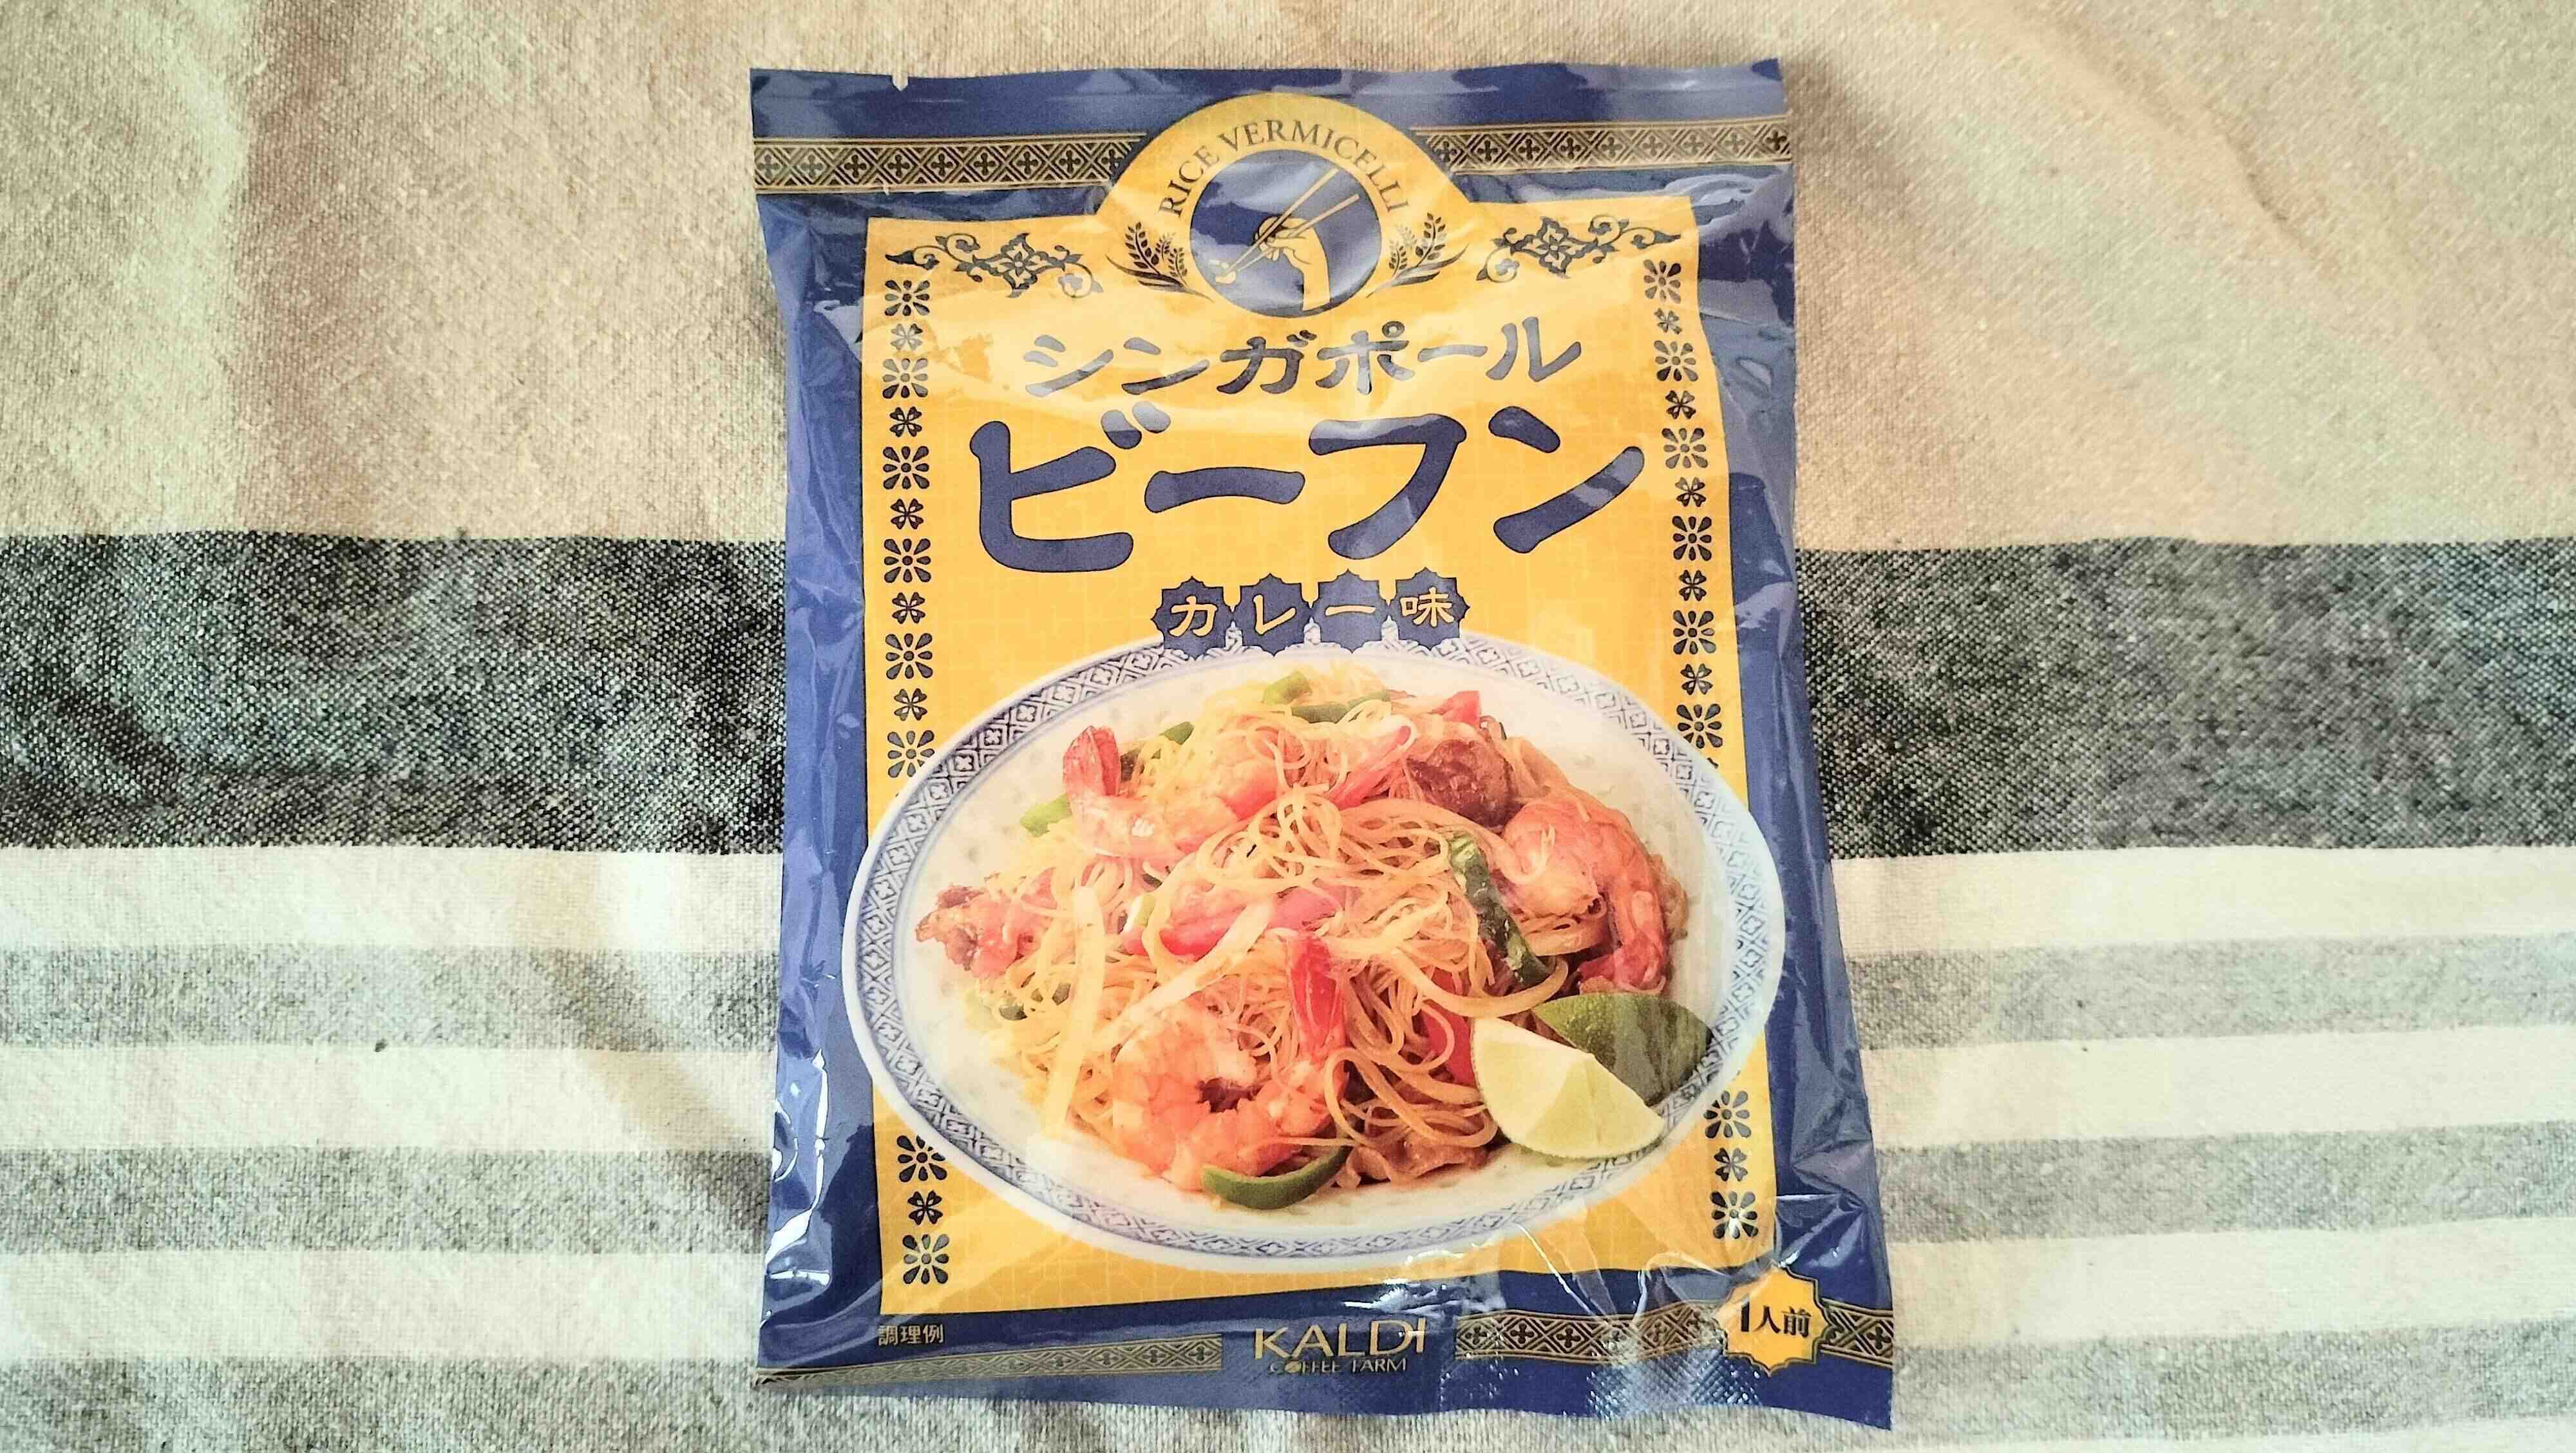 RICE VERMICELLI
シンガポール
ビーフン
カレー味
調理例
KALDI
COFFEE FARM
1人前